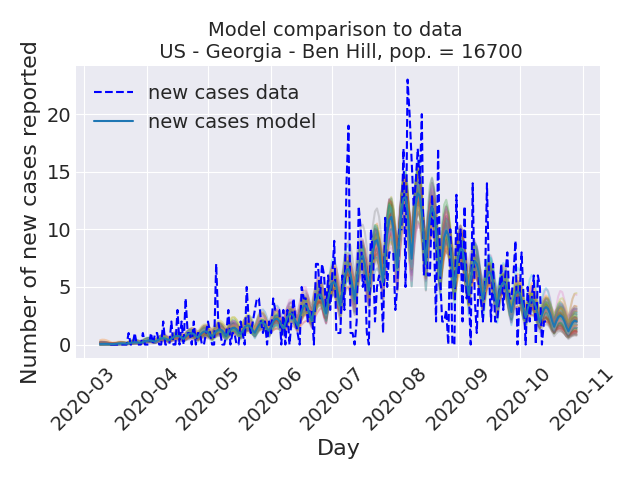 Model comparison to data
US - Georgia - Ben Hill, pop. = 16700
Number of new cases reported
new cases data
new cases model
20
15
10
5
0
2020-03
2020-04
2020-05
2020-06
2020-07
2020-08
2020-09
2020-10
2020-11
Day